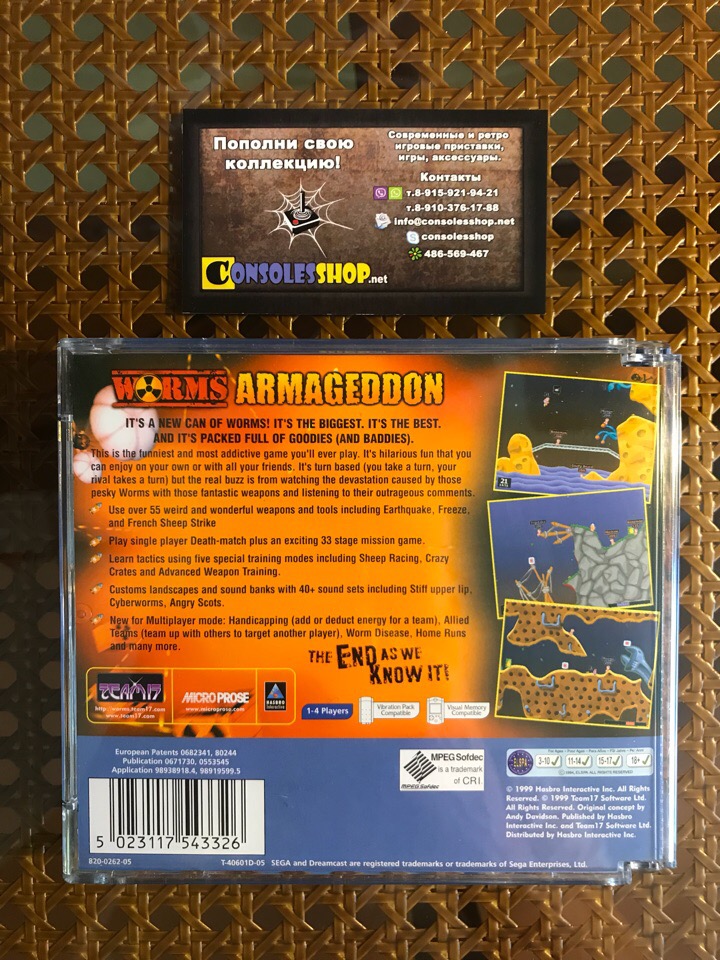 Пополни свою
коллекцию!
Современные и ретро
игровые приставки,
игры, аксессуары.
Контакты
т.8-915-921-94-21
т.8-910-376-17-88
info@consolesshop.net
consolesshop
486-569-467
CONSOLESSHOP.net
WORMS ARMAGEDDON
IT'S A NEW CAN OF WORMS! IT'S THE BIGGEST. IT'S THE BEST.
AND IT'S PACKED FULL OF GOODIES (AND BADDIES).
This is the funniest and most addictive game you'll ever play. It's hilarious fun that you
can enjoy on your own or with all your friends. It's turn based (you take a turn, your
rival takes a turn) but the real buzz is from watching the devastation caused by those
pesky Worms with those fantastic weapons and listening to their outrageous comments.
Use over 55 weird and wonderful weapons and tools including Earthquake, Freeze,
and French Sheep Strike
Play single player Death-match plus an exciting 33 stage mission game.
Learn tactics using five special training modes including Sheep Racing, Crazy
Crates and Advanced Weapon Training.
Customs landscapes and sound banks with 40+ sound sets including Stiff upper lip,
Cyberworms, Angry Scots.
New for Multiplayer mode: Handicapping (add or deduct energy for a team), Allied
Teams (team up with others to target another player), Worm Disease, Home Runs
and many more.
THE END AS WE
KNOW IT!
TEAM17
http://worms.team17.com
www.team17.com
MICROPROSE
www.microprose.com
HASBRO
Interactive
1-4 Players
Vibration Pack
Compatible
Visual Memory
Compatible
European Patents 0682341, 80244
Publication 0671730, 0553545
Application 98938918.4, 98919599.5
MPEG Sofdec
MPEG Sofdec
is a trademark
of CRI
ELSPA
3-10
11-14
15-17
18+
© 1999 Hasbro Interactive Inc. All Rights
Reserved. © 1999 Team17 Software Ltd.
All Rights Reserved. Original concept by
Andy Davidson. Published by Hasbro
Interactive Inc. and Team17 Software Ltd.
Distributed by Hasbro Interactive Inc.
5 023117 543326
820-0262-05
T-40601D-05
SEGA and Dreamcast are registered trademarks or trademarks of Sega Enterprises, Ltd.